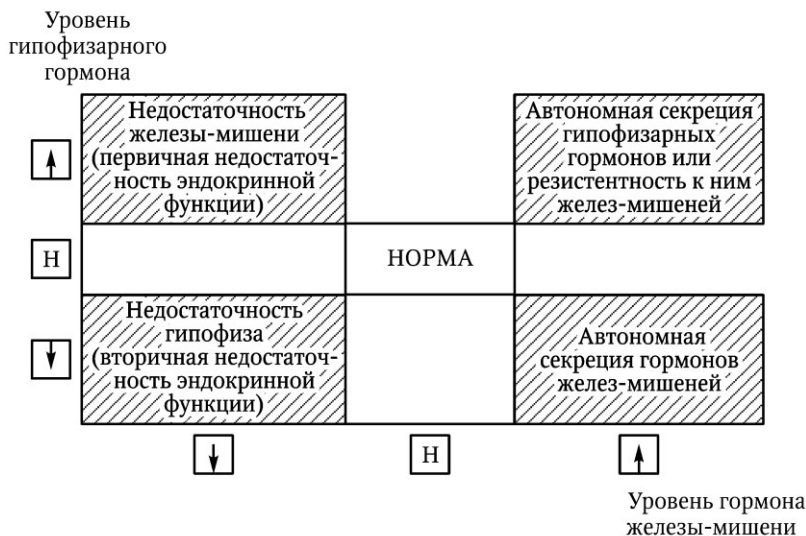 Уровень
гипофизарного
гормона
Недостаточность
железы-мишени
(первичная недостаточ-
ность эндокринной
функции)
Автономная секреция
гипофизарных
гормонов или
резистентность к ним
желез-мишеней
Н
НОРМА
Недостаточность
гипофиза
(вторичная недостаточ-
ность эндокринной
функции)
Автономная
секреция гормонов
желез-мишеней
Н
Уровень гормона
железы-мишени